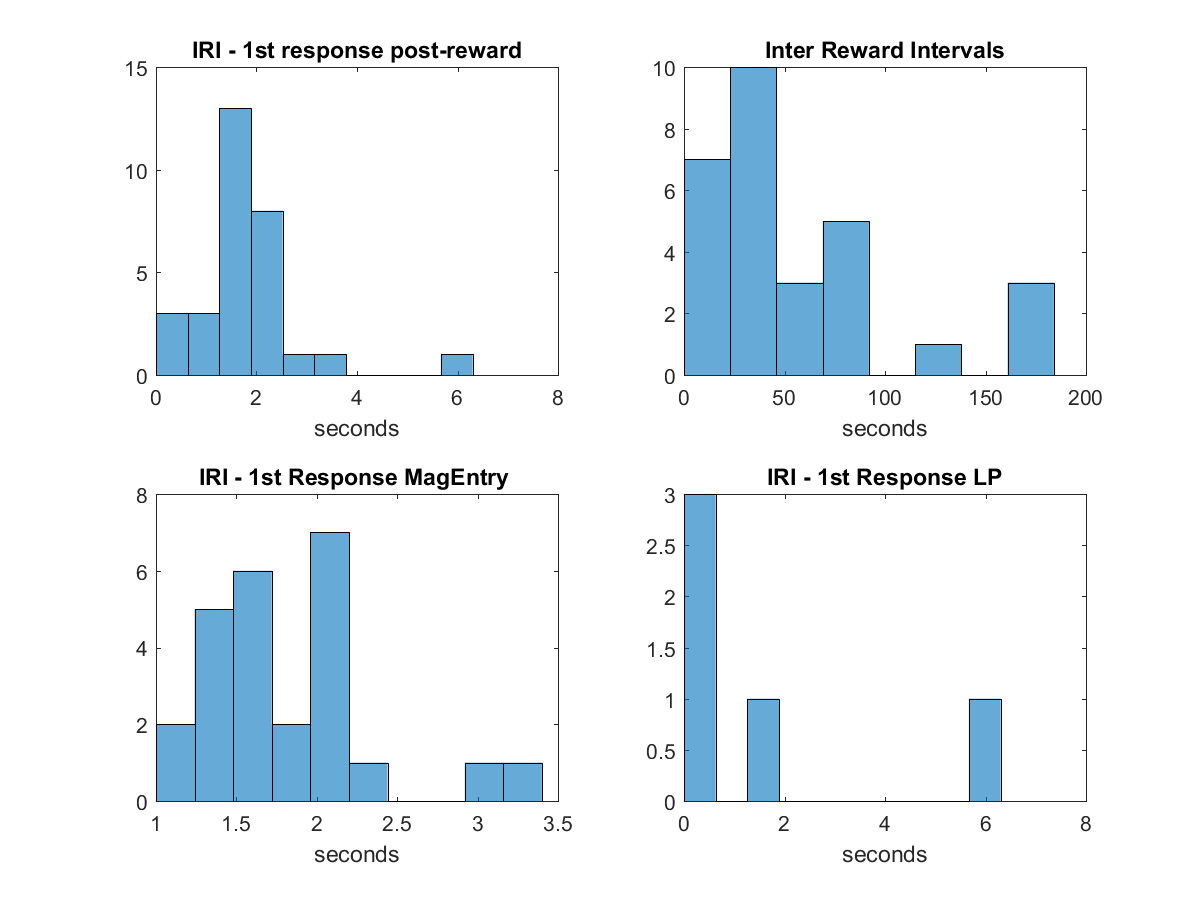 IRI - 1st response post-reward
15
10
5
0
0 2 4 6 8
seconds
Inter Reward Intervals
10
8
6
4
2
0
0 50 100 150 200
seconds
IRI - 1st Response MagEntry
8
6
4
2
0
1 1.5 2 2.5 3 3.5
seconds
IRI - 1st Response LP
3
2.5
2
1.5
1
0.5
0
0 2 4 6 8
seconds